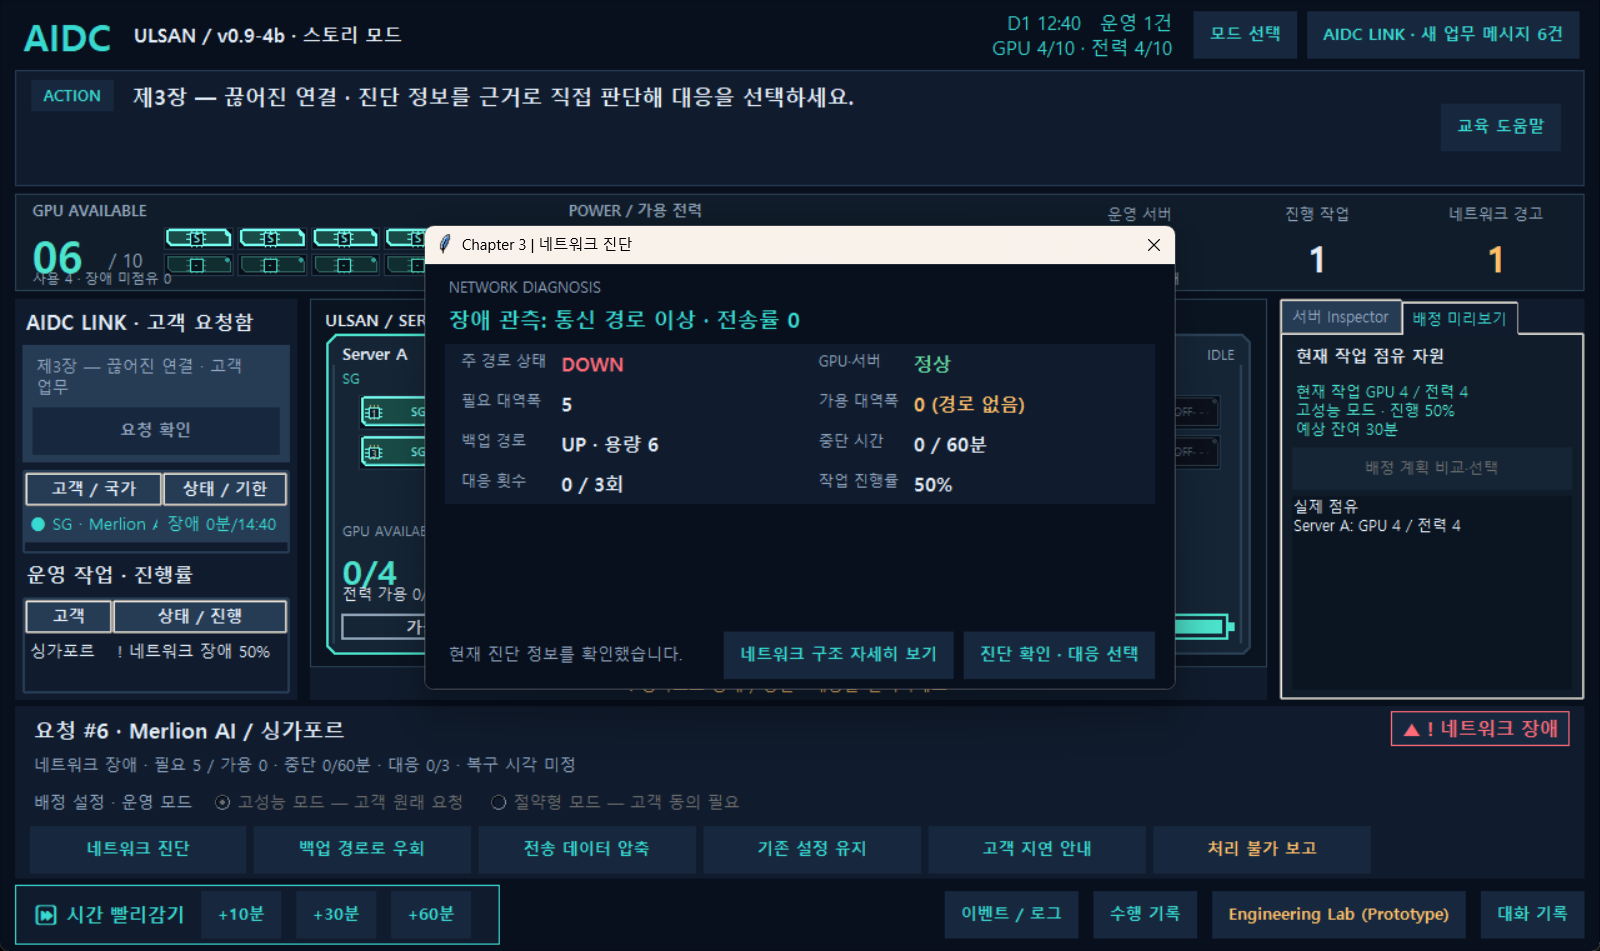 AIDC
ULSAN / v0.9-4b · 스토리 모드
D1 12:40 운영 1건
GPU 4/10 · 전력 4/10
모드 선택
AIDC LINK · 새 업무 메시지 6건
ACTION
제3장 — 끊어진 연결 · 진단 정보를 근거로 직접 판단해 대응을 선택하세요.
교육 도움말
GPU AVAILABLE
POWER / 가용 전력
운영 서버
진행 작업
네트워크 경고
06 / 10
1
1
사용 4 · 장애 미점유 0
Chapter 3 | 네트워크 진단
NETWORK DIAGNOSIS
장애 관측: 통신 경로 이상 · 전송률 0
주 경로 상태 DOWN
GPU·서버 정상
필요 대역폭 5
가용 대역폭 0 (경로 없음)
백업 경로 UP · 용량 6
중단 시간 0 / 60분
대응 횟수 0 / 3회
작업 진행률 50%
현재 진단 정보를 확인했습니다.
네트워크 구조 자세히 보기
진단 확인 · 대응 선택
AIDC LINK · 고객 요청함
제3장 — 끊어진 연결 · 고객
업무
요청 확인
고객 / 국가
상태 / 기한
SG · Merlion 장애 0분/14:40
운영 작업 · 진행률
고객
상태 / 진행
싱가포르 ! 네트워크 장애 50%
ULSAN / SER
Server A
SG
SG
SG
GPU AVAILAB
0/4
전력 가용 0/
가
IDLE
OFF
OFF
서버 Inspector
배정 미리보기
현재 작업 점유 자원
현재 작업 GPU 4 / 전력 4
고성능 모드 · 진행 50%
예상 잔여 30분
배정 계획 비교·선택
실제 점유
Server A: GPU 4 / 전력 4
요청 #6 · Merlion AI / 싱가포르
▲ ! 네트워크 장애
네트워크 장애 · 필요 5 / 가용 0 · 중단 0/60분 · 대응 0/3 · 복구 시각 미정
배정 설정 · 운영 모드
고성능 모드 — 고객 원래 요청
절약형 모드 — 고객 동의 필요
네트워크 진단
백업 경로로 우회
전송 데이터 압축
기존 설정 유지
고객 지연 안내
처리 불가 보고
시간 빨리감기
+10분
+30분
+60분
이벤트 / 로그
수행 기록
Engineering Lab (Prototype)
대화 기록